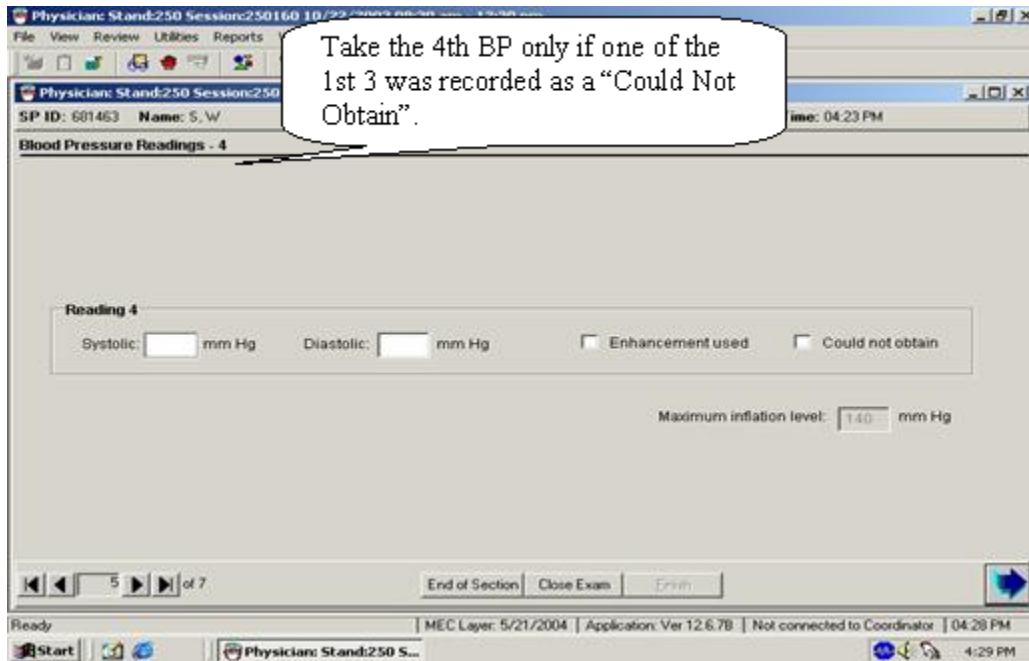 Physician: Stand:250 Session:250160 10/22/2003
File View Review Utilities Reports
Take the 4th BP only if one of the
1st 3 was recorded as a “Could Not
Obtain”.
Physician: Stand:250 Session:250
SP ID: 681463 Name: S, W
Time: 04:23 PM
Blood Pressure Readings - 4
Reading 4
Systolic: mm Hg Diastolic: mm Hg Enhancement used Could not obtain
Maximum inflation level: 140 mm Hg
5 of 7 End of Section Close Exam Finish
Ready MEC Layer: 5/21/2004 Application: Ver 12.6.78 Not connected to Coordinator 04:28 PM
Start Physician: Stand:250 S... 4:29 PM